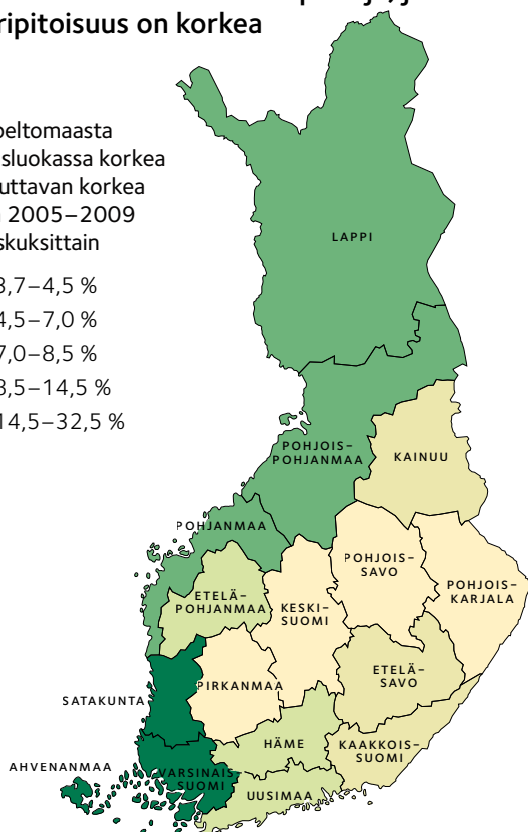 ripitoisuus on korkea
peltomaasta
sluokassa korkea
uttavan korkea
2005–2009
skuksittain
3,7–4,5 %
4,5–7,0 %
7,0–8,5 %
8,5–14,5 %
14,5–32,5 %
LAPPI
POHJOIS-
POHJANMAA
KAINUU
POHJANMAA
POHJOIS-
SAVO
POHJOIS-
KARJALA
ETELÄ-
POHJANMAA
KESKI-
SUOMI
ETELÄ-
SAVO
PIRKANMAA
SATAKUNTA
HÄME
KAAKKOIS-
SUOMI
AHVENANMAA
VARSINAIS-
SUOMI
UUSIMAA